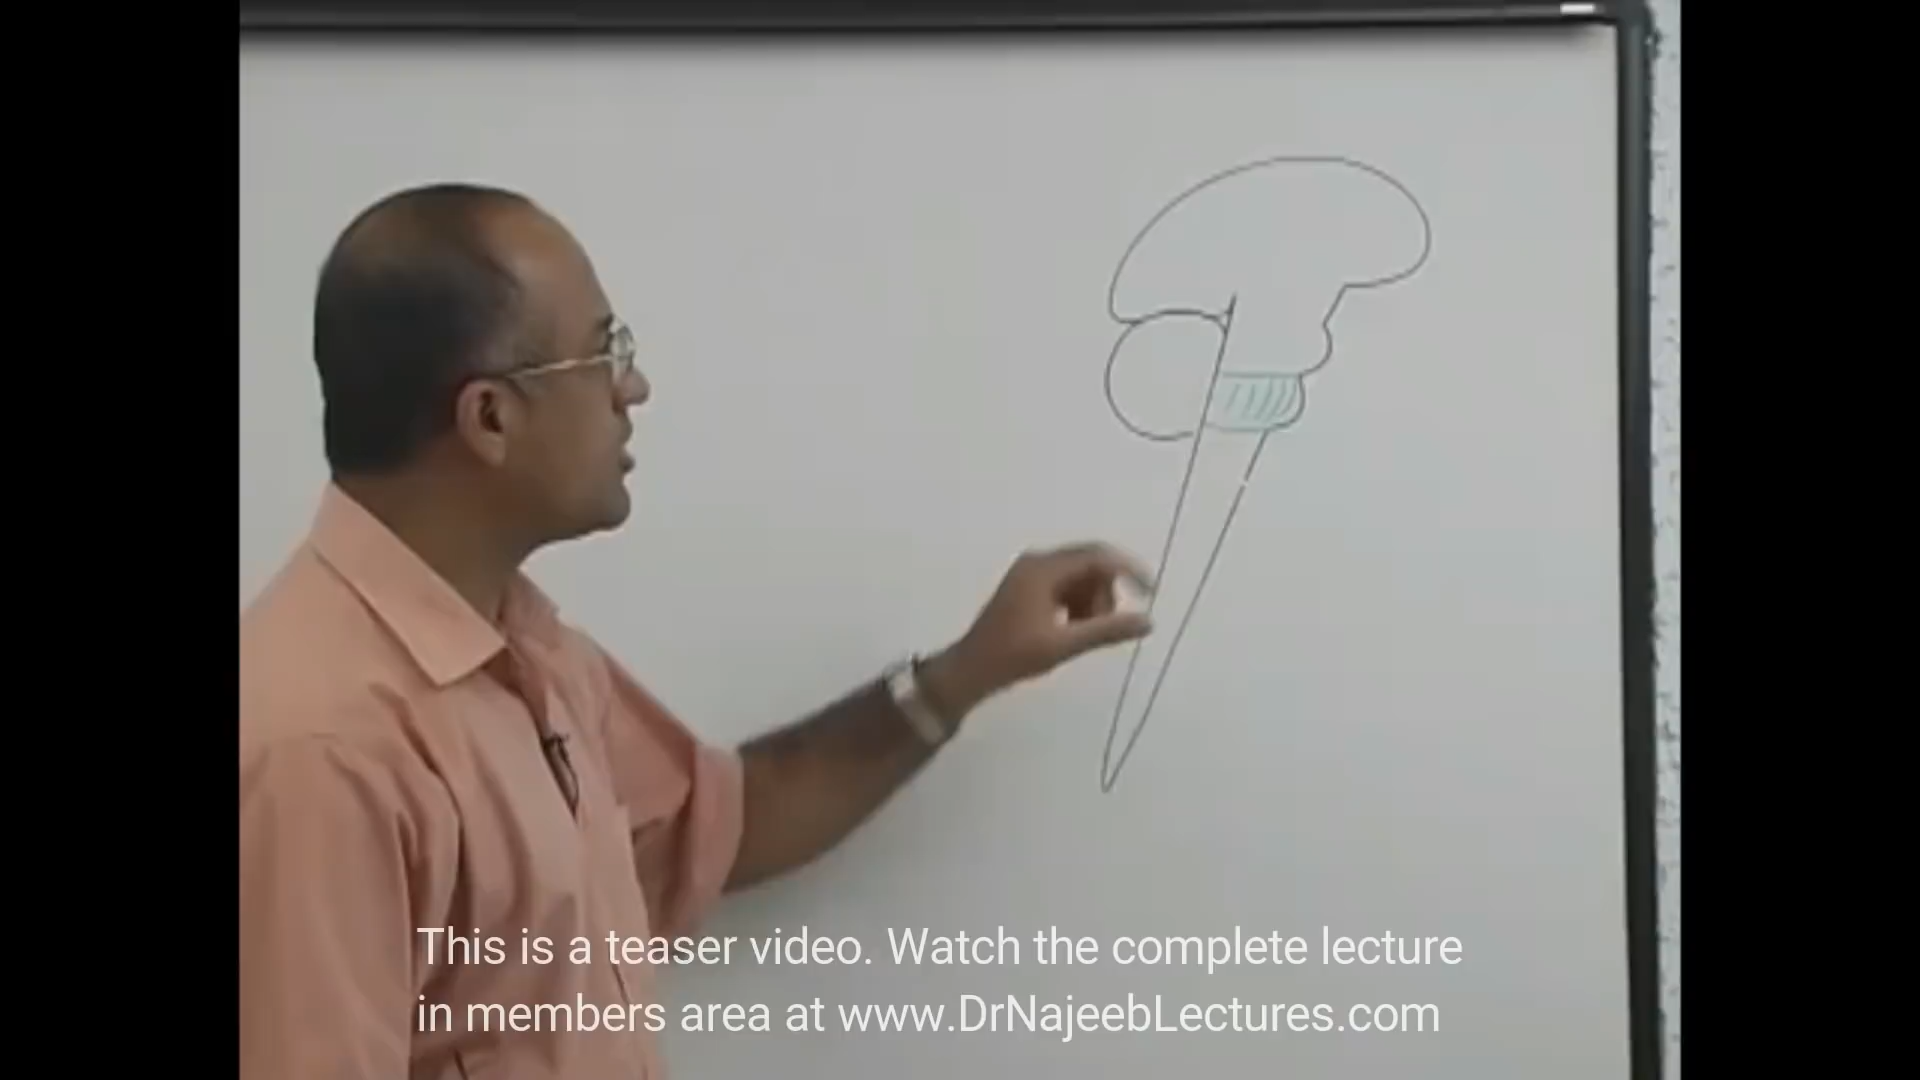 This is a teaser video. Watch the complete lecture
in members area at www.DrNajeebLectures.com